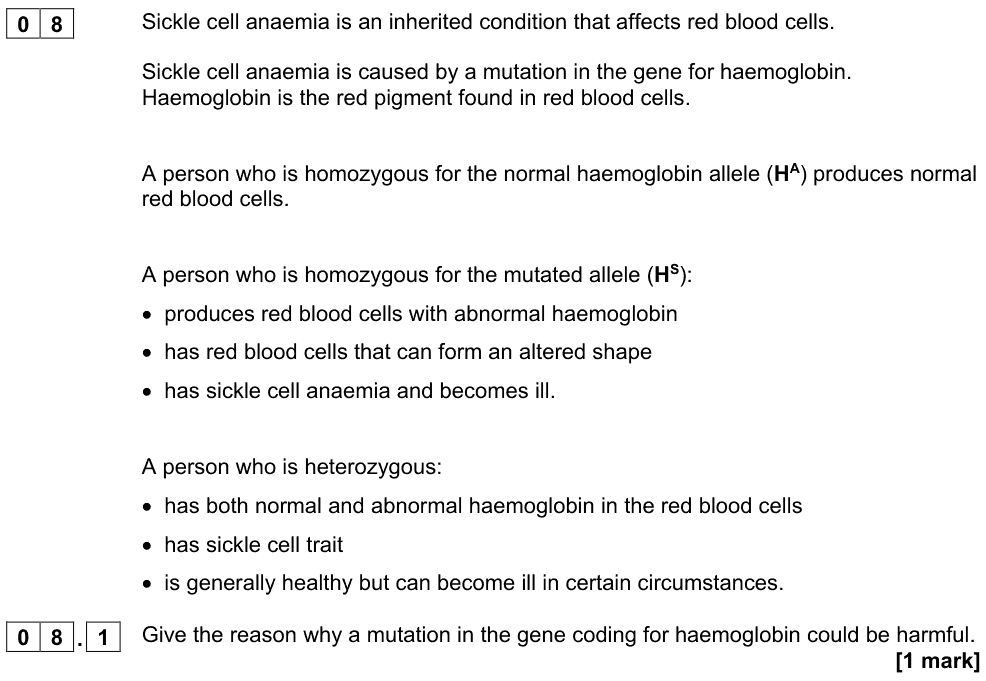 0 8 Sickle cell anaemia is an inherited condition that affects red blood cells.
Sickle cell anaemia is caused by a mutation in the gene for haemoglobin.
Haemoglobin is the red pigment found in red blood cells.
A person who is homozygous for the normal haemoglobin allele (Hᴬ) produces normal
red blood cells.
A person who is homozygous for the mutated allele (Hˢ):
• produces red blood cells with abnormal haemoglobin
• has red blood cells that can form an altered shape
• has sickle cell anaemia and becomes ill.
A person who is heterozygous:
• has both normal and abnormal haemoglobin in the red blood cells
• has sickle cell trait
• is generally healthy but can become ill in certain circumstances.
0 8 . 1 Give the reason why a mutation in the gene coding for haemoglobin could be harmful.
[1 mark]